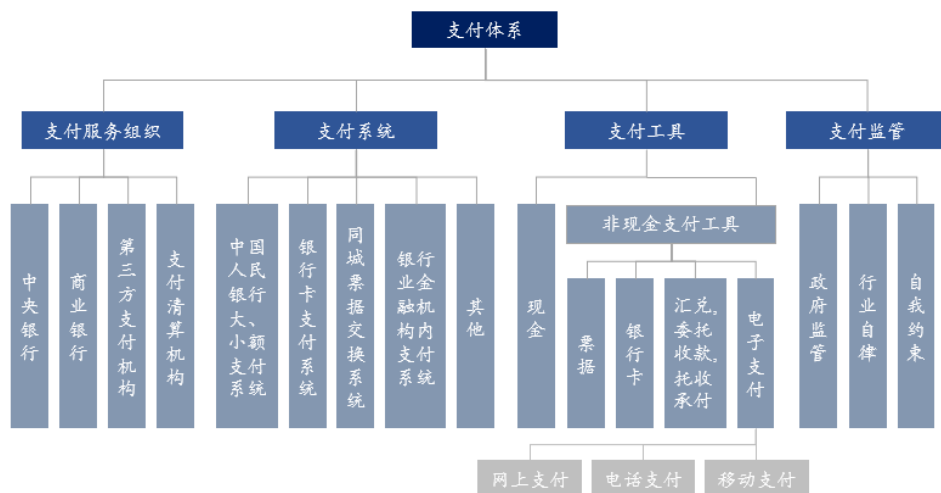 支付体系
支付服务组织
支付系统
支付工具
支付监管
中央银行
商业银行
第三方支付机构
支付清算机构
中国
人民
银行
大、
小额
支付
系统
银行卡支付系统
同城票据交换系统
银行
业金
融机
构内
支付
系统
其他
现金
非现金支付工具
票据
银行卡
汇兑,
委托
收款,
托收
承付
电子支付
网上支付
电话支付
移动支付
政府监管
行业自律
自我约束